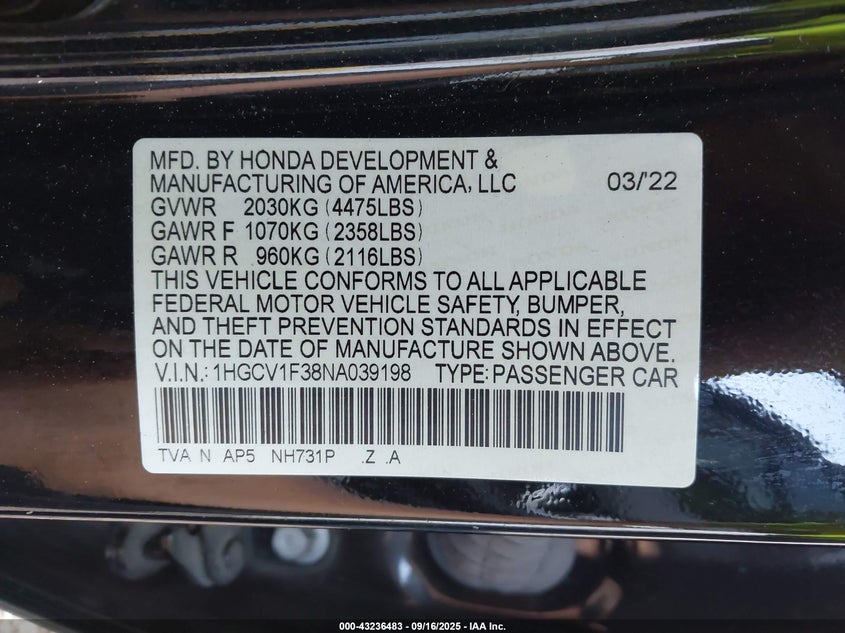 MFD. BY HONDA DEVELOPMENT &
MANUFACTURING OF AMERICA, LLC 03/'22
GVWR 2030KG (4475LBS)
GAWR F 1070KG (2358LBS)
GAWR R 960KG (2116LBS)
THIS VEHICLE CONFORMS TO ALL APPLICABLE
FEDERAL MOTOR VEHICLE SAFETY, BUMPER,
AND THEFT PREVENTION STANDARDS IN EFFECT
ON THE DATE OF MANUFACTURE SHOWN ABOVE.
V.I.N.: 1HGCV1F38NA039198 TYPE: PASSENGER CAR
TVA N AP5 NH731P .Z .A
000-43236483 - 09/16/2025 - IAA Inc.